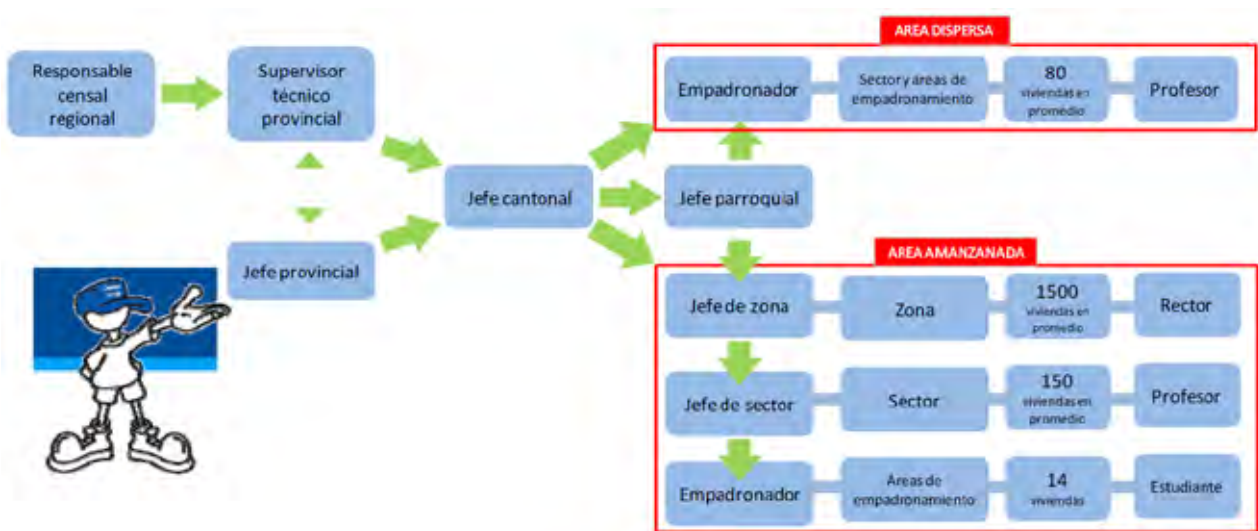 AREA DISPERSA
Responsable
censal
regional
Supervisor
técnico
provincial
Empadronador
Sector y areas de
empadronamiento
80
viviendas en
promedio
Profesor
Jefe cantonal
Jefe parroquial
Jefe provincial
AREA AMANZANADA
Jefe de zona
Zona
1500
viviendas en
promedio
Rector
Jefe de sector
Sector
150
viviendas en
promedio
Profesor
Empadronador
Areas de
empadronamiento
14
viviendas
Estudiante